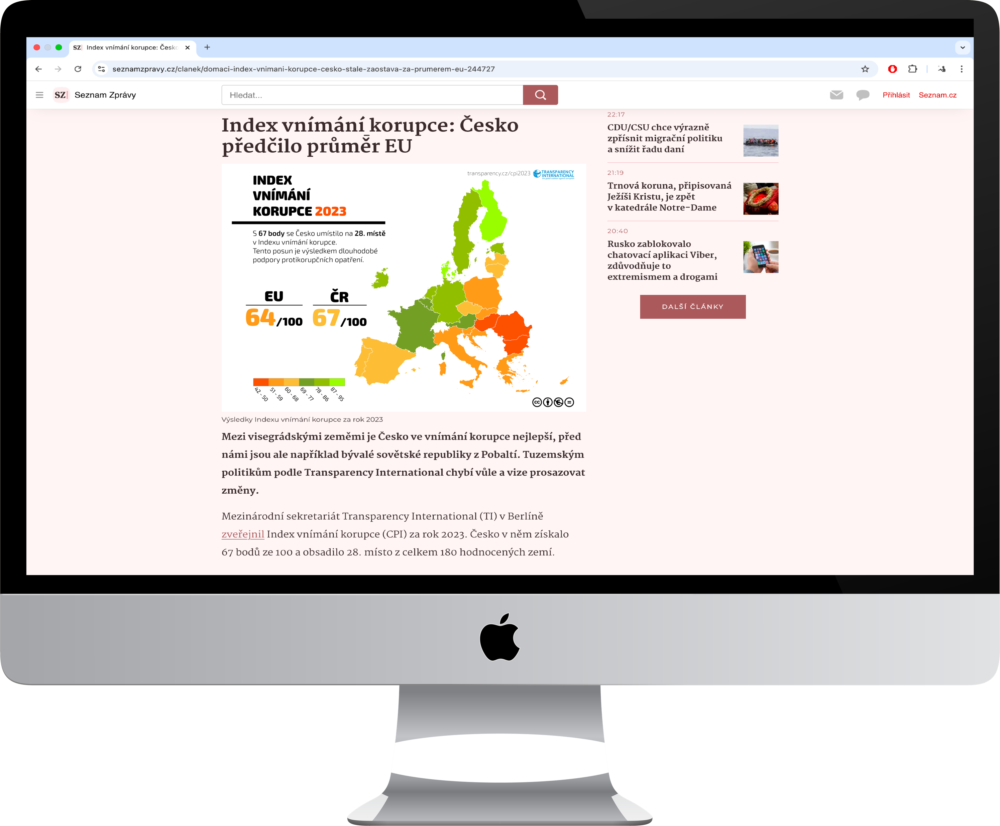 SZ Index vnímání korupce: Česko
seznamzpravy.cz/clanek/domaci-index-vnimani-korupce-cesko-stale-zaostava-za-prumerem-eu-244727
SZ Seznam Zprávy
Hledat...
Přihlásit Seznam.cz
Index vnímání korupce: Česko
předčilo průměr EU
transparency.cz/cpi2023
TRANSPARENCY
INTERNATIONAL
the global coalition against corruption
INDEX
VNÍMÁNÍ
KORUPCE 2023
S 67 body se Česko umístilo na 28. místě
v Indexu vnímání korupce.
Tento posun je výsledkem dlouhodobé
podpory protikorupčních opatření.
EU
64/100
ČR
67/100
42 - 50
51 - 59
60 - 68
69 - 77
78 - 86
87 - 95
cc
Výsledky Indexu vnímání korupce za rok 2023
Mezi visegrádskými zeměmi je Česko ve vnímání korupce nejlepší, před
námi jsou ale například bývalé sovětské republiky z Pobaltí. Tuzemským
politikům podle Transparency International chybí vůle a vize prosazovat
změny.
Mezinárodní sekretariát Transparency International (TI) v Berlíně
zveřejnil Index vnímání korupce (CPI) za rok 2023. Česko v něm získalo
67 bodů ze 100 a obsadilo 28. místo z celkem 180 hodnocených zemí.
22:17
CDU/CSU chce výrazně
zpřísnit migrační politiku
a snížit řadu daní
21:19
Trnová koruna, připisovaná
Ježíši Kristu, je zpět
v katedrále Notre-Dame
20:40
Rusko zablokovalo
chatovací aplikaci Viber,
zdůvodňuje to
extremismem a drogami
DALŠÍ ČLÁNKY